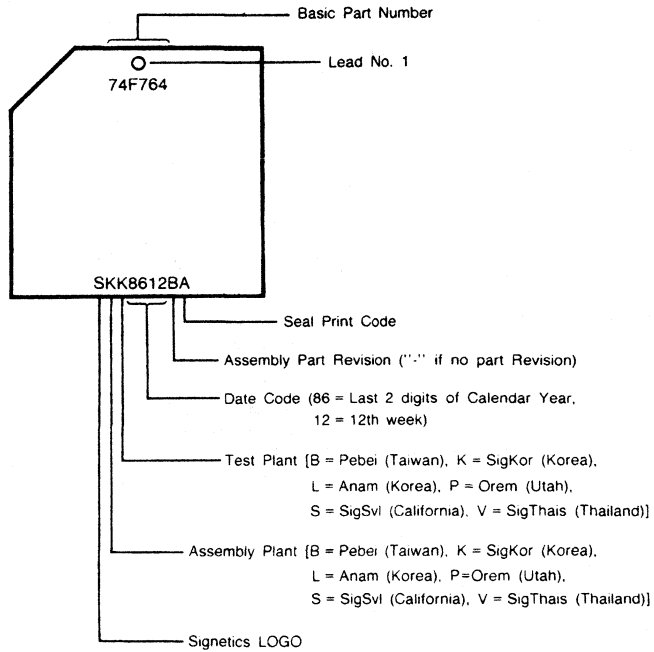 Basic Part Number
Lead No. 1
74F764
SKK8612BA
Seal Print Code
Assembly Part Revision ("-" if no part Revision)
Date Code (86 = Last 2 digits of Calendar Year,
12 = 12th week)
Test Plant [B = Pebei (Taiwan), K = SigKor (Korea),
L = Anam (Korea), P = Orem (Utah),
S = SigSvl (California), V = SigThais (Thailand)]
Assembly Plant [B = Pebei (Taiwan), K = SigKor (Korea),
L = Anam (Korea), P=Orem (Utah),
S = SigSvl (California), V = SigThais (Thailand)]
Signetics LOGO